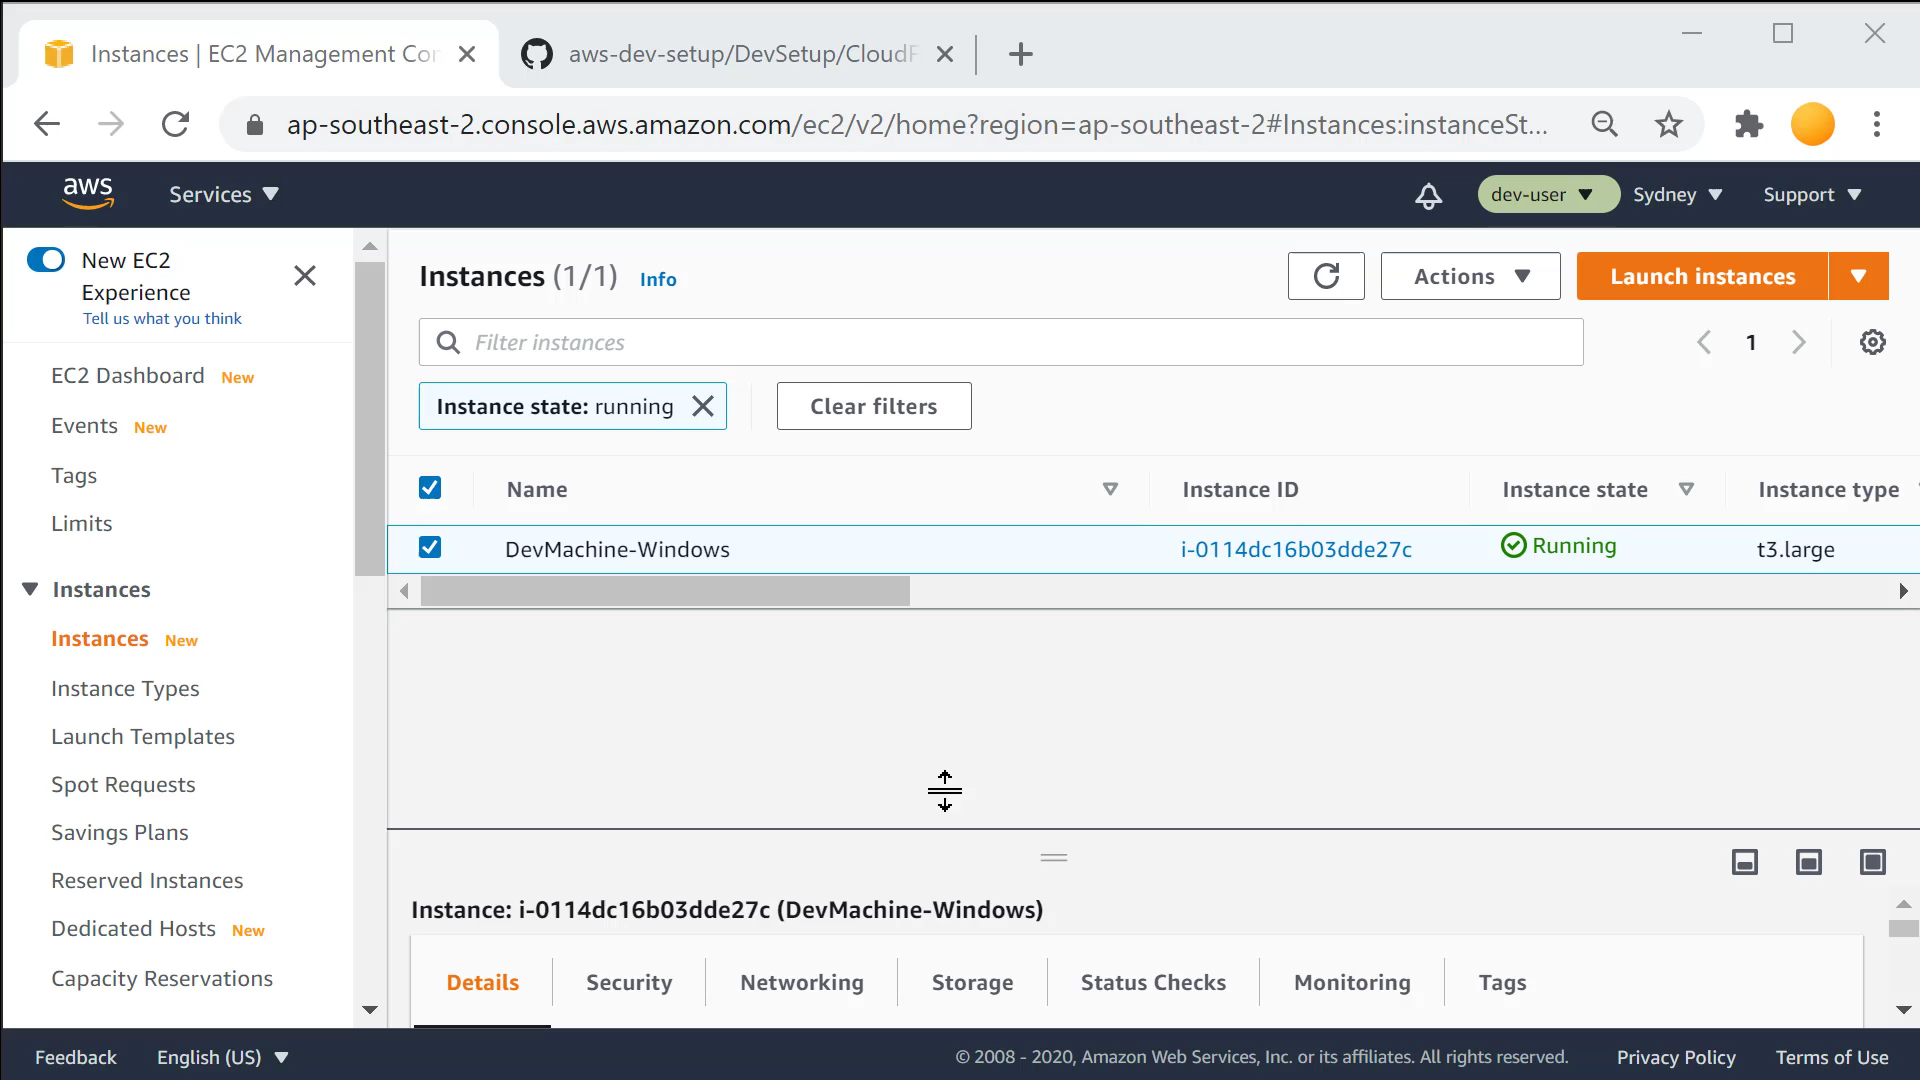 Instances | EC2 Management Cor
aws-dev-setup/DevSetup/CloudF
ap-southeast-2.console.aws.amazon.com/ec2/v2/home?region=ap-southeast-2#Instances:instanceSt...
aws
Services
dev-user
Sydney
Support
New EC2
Experience
Tell us what you think
EC2 Dashboard New
Events New
Tags
Limits
Instances
Instances New
Instance Types
Launch Templates
Spot Requests
Savings Plans
Reserved Instances
Dedicated Hosts New
Capacity Reservations
Instances (1/1) Info
Actions
Launch instances
Filter instances
1
Instance state: running
Clear filters
Name Instance ID Instance state Instance type
DevMachine-Windows i-0114dc16b03dde27c Running t3.large
Instance: i-0114dc16b03dde27c (DevMachine-Windows)
Details Security Networking Storage Status Checks Monitoring Tags
Feedback English (US) © 2008 - 2020, Amazon Web Services, Inc. or its affiliates. All rights reserved. Privacy Policy Terms of Use